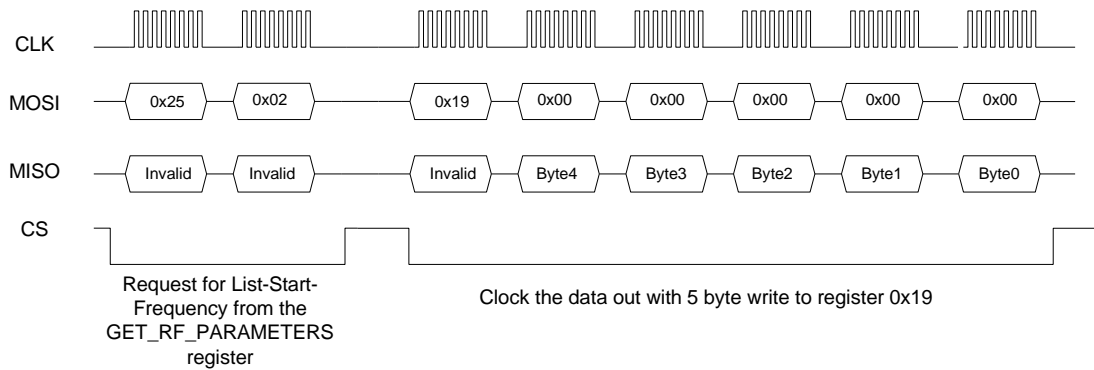 CLK
MOSI 0x25 0x02 0x19 0x00 0x00 0x00 0x00 0x00
MISO Invalid Invalid Invalid Byte4 Byte3 Byte2 Byte1 Byte0
CS
Request for List-Start-
Frequency from the
GET_RF_PARAMETERS
register
Clock the data out with 5 byte write to register 0x19